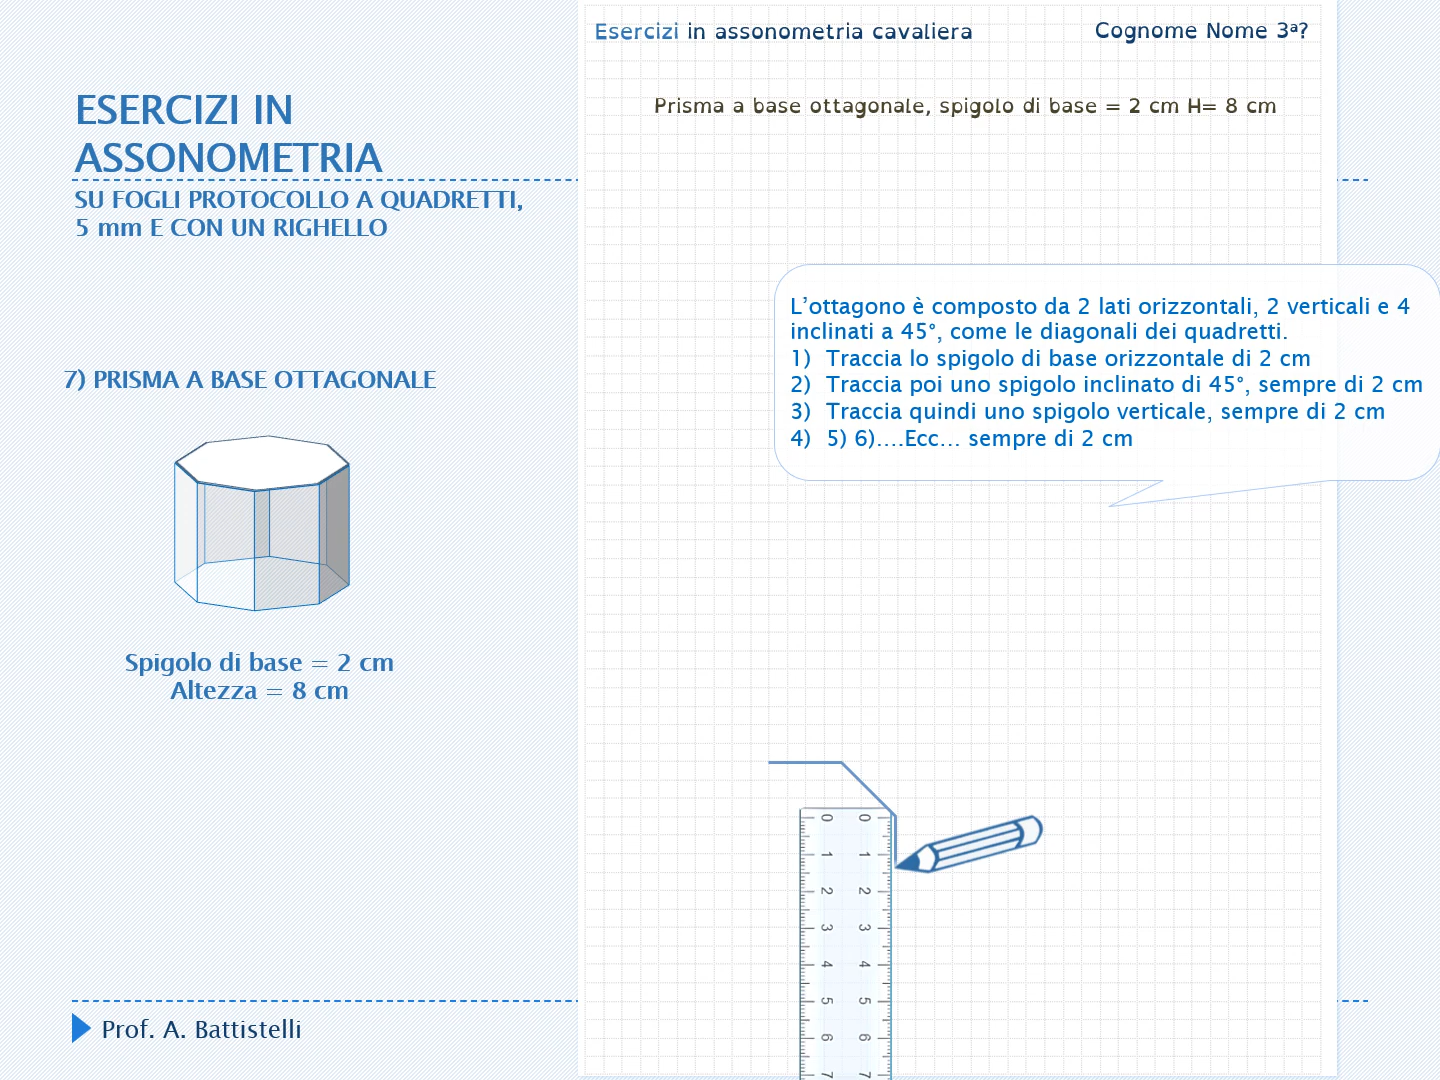 Esercizi in assonometria cavaliera
Cognome Nome 3ª?
ESERCIZI IN
ASSONOMETRIA
SU FOGLI PROTOCOLLO A QUADRETTI,
5 mm E CON UN RIGHELLO
Prisma a base ottagonale, spigolo di base = 2 cm H= 8 cm
L’ottagono è composto da 2 lati orizzontali, 2 verticali e 4
inclinati a 45°, come le diagonali dei quadretti.
1) Traccia lo spigolo di base orizzontale di 2 cm
2) Traccia poi uno spigolo inclinato di 45°, sempre di 2 cm
3) Traccia quindi uno spigolo verticale, sempre di 2 cm
4) 5) 6)....Ecc... sempre di 2 cm
7) PRISMA A BASE OTTAGONALE
Spigolo di base = 2 cm
Altezza = 8 cm
0 0
1 1
2 2
3 3
4 4
5 5
6 6
7 7
Prof. A. Battistelli